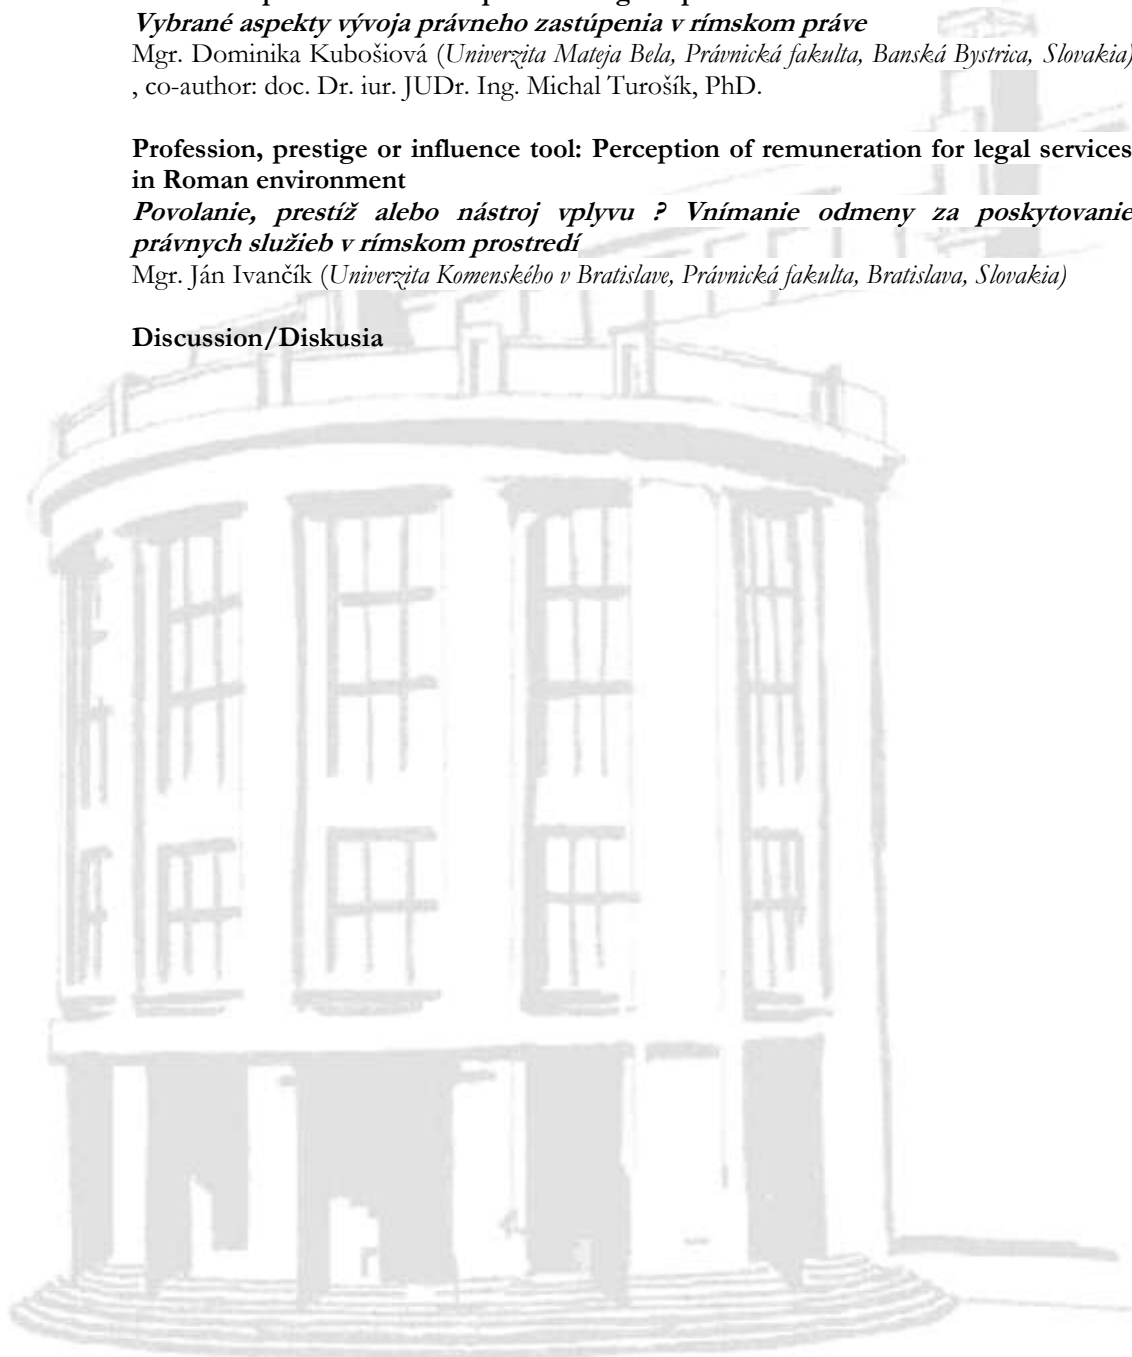 Vybrané aspekty vývoja právneho zastúpenia v rímskom práve
Mgr. Dominika Kubošiová (Univerzita Mateja Bela, Právnická fakulta, Banská Bystrica, Slovakia)
, co-author: doc. Dr. iur. JUDr. Ing. Michal Turošík, PhD.
Profession, prestige or influence tool: Perception of remuneration for legal services
in Roman environment
Povolanie, prestíž alebo nástroj vplyvu ? Vnímanie odmeny za poskytovanie
právnych služieb v rímskom prostredí
Mgr. Ján Ivančík (Univerzita Komenského v Bratislave, Právnická fakulta, Bratislava, Slovakia)
Discussion/Diskusia